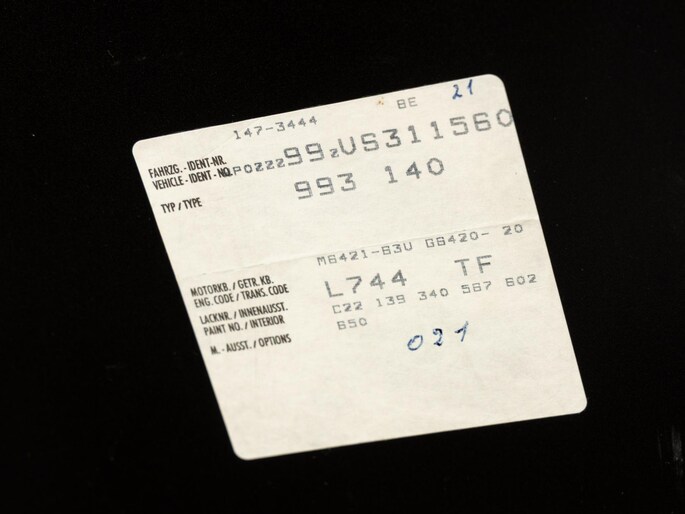 21
147-3444 BE
FAHRZG. - IDENT-NR.
VEHICLE - IDENT - NO.
WP0ZZZ99ZVS311560
TYP / TYPE
993 140
M6421-63U G6420- 20
MOTORKB. / GETR. KB.
ENG. CODE / TRANS. CODE
L744 TF
LACKNR. / INNENAUSST.
PAINT NO. / INTERIOR
C22 139 340 567 602
650
M. - AUSST. / OPTIONS
021